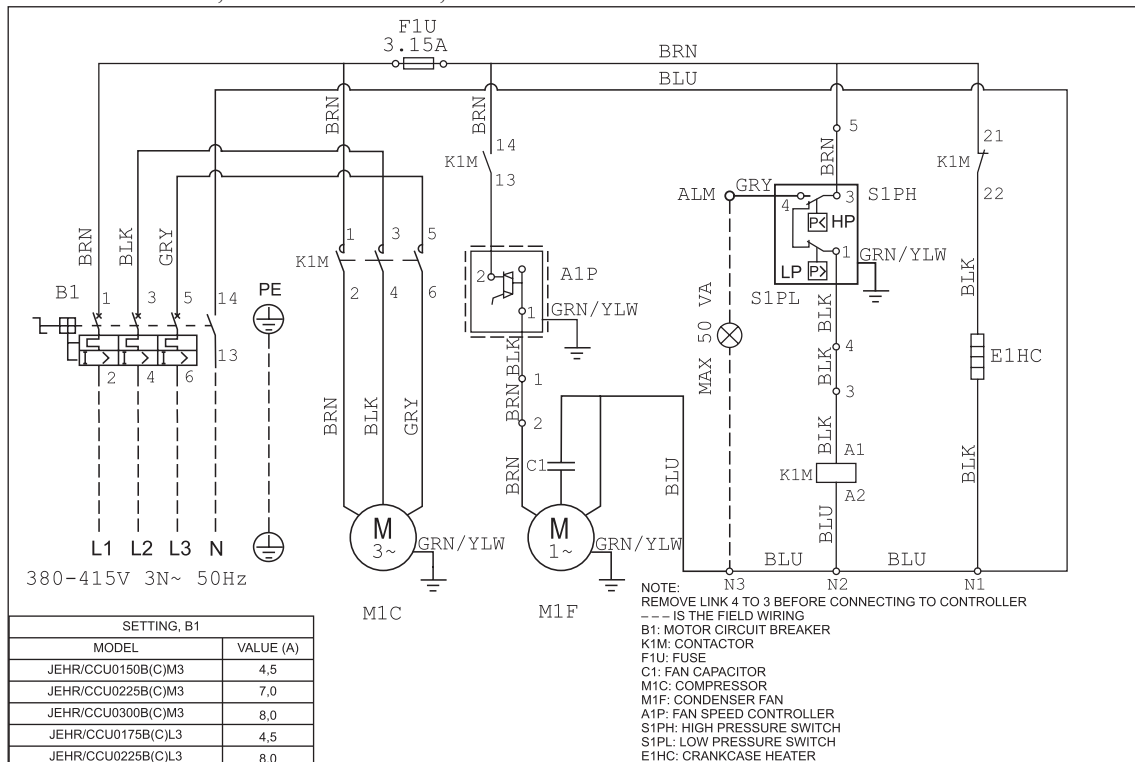 F1U
3.15A
BRN
BLU
BRN
BRN
BRN
5
21
K1M
22
14
K1M
13
ALM
GRY
4
3
S1PH
P<
HP
1
GRN/YLW
LP
P>
S1PL
BRN
BLK
GRY
1
3
5
K1M
2
4
6
B1
1
3
5
14
PE
2
4
6
13
2
A1P
1
GRN/YLW
BLK
1
BRN
2
BRN
C1
BLU
MAX 50 VA
BLK
4
BLK
3
BLK
A1
K1M
A2
BLU
BLK
E1HC
BLK
BRN
BLK
GRY
L1
L2
L3
N
380-415V 3N~ 50Hz
M
3~
GRN/YLW
M1C
M
1~
GRN/YLW
M1F
BLU
BLU
N3
N2
N1
NOTE:
REMOVE LINK 4 TO 3 BEFORE CONNECTING TO CONTROLLER
– – – IS THE FIELD WIRING
B1: MOTOR CIRCUIT BREAKER
K1M: CONTACTOR
F1U: FUSE
C1: FAN CAPACITOR
M1C: COMPRESSOR
M1F: CONDENSER FAN
A1P: FAN SPEED CONTROLLER
S1PH: HIGH PRESSURE SWITCH
S1PL: LOW PRESSURE SWITCH
E1HC: CRANKCASE HEATER
SETTING, B1
MODEL VALUE (A)
JEHR/CCU0150B(C)M3 4,5
JEHR/CCU0225B(C)M3 7,0
JEHR/CCU0300B(C)M3 8,0
JEHR/CCU0175B(C)L3 4,5
JEHR/CCU0225B(C)L3 8,0